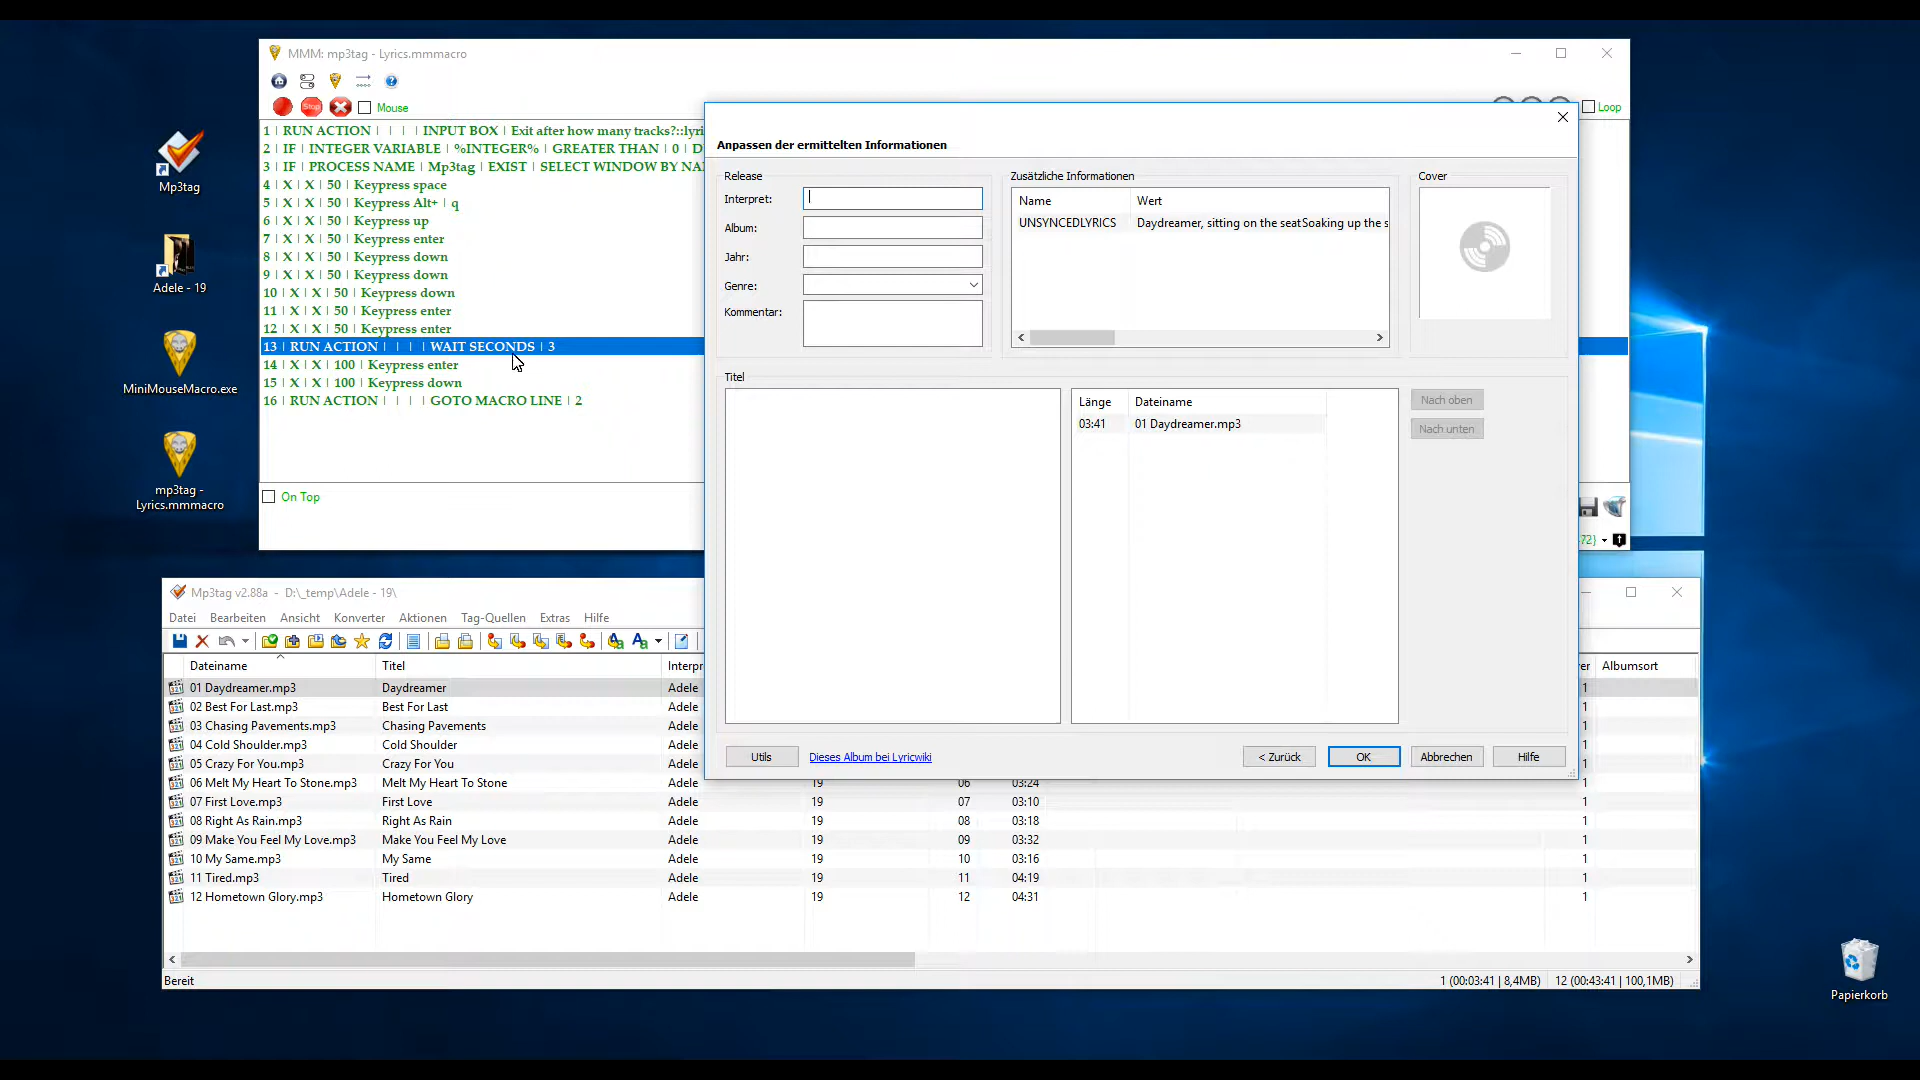 MMM: mp3tag - Lyrics.mmmacro
Stop
Mouse
Loop
1 | RUN ACTION | | | | INPUT BOX | Exit after how many tracks?::lyri
2 | IF | INTEGER VARIABLE | %INTEGER% | GREATER THAN | 0 | D
3 | IF | PROCESS NAME | Mp3tag | EXIST | SELECT WINDOW BY NA
4 | X | X | 50 | Keypress space
5 | X | X | 50 | Keypress Alt+ | q
6 | X | X | 50 | Keypress up
7 | X | X | 50 | Keypress enter
8 | X | X | 50 | Keypress down
9 | X | X | 50 | Keypress down
10 | X | X | 50 | Keypress down
11 | X | X | 50 | Keypress enter
12 | X | X | 50 | Keypress enter
13 | RUN ACTION | | | | WAIT SECONDS | 3
14 | X | X | 100 | Keypress enter
15 | X | X | 100 | Keypress down
16 | RUN ACTION | | | | GOTO MACRO LINE | 2
On Top
72}
Mp3tag
Adele - 19
MiniMouseMacro.exe
mp3tag -
Lyrics.mmmacro
Papierkorb
Anpassen der ermittelten Informationen
Release
Interpret:
Album:
Jahr:
Genre:
Kommentar:
Zusätzliche Informationen
Name Wert
UNSYNCEDLYRICS Daydreamer, sitting on the seatSoaking up the s
Cover
Titel
Länge Dateiname
03:41 01 Daydreamer.mp3
Nach oben
Nach unten
Utils Dieses Album bei Lyricwiki < Zurück OK Abbrechen Hilfe
Mp3tag v2.88a - D:\_temp\Adele - 19\
Datei Bearbeiten Ansicht Konverter Aktionen Tag-Quellen Extras Hilfe
Dateiname Titel Interpr er Albumsort
01 Daydreamer.mp3 Daydreamer Adele 1
02 Best For Last.mp3 Best For Last Adele 1
03 Chasing Pavements.mp3 Chasing Pavements Adele 1
04 Cold Shoulder.mp3 Cold Shoulder Adele 1
05 Crazy For You.mp3 Crazy For You Adele 1
06 Melt My Heart To Stone.mp3 Melt My Heart To Stone Adele 19 06 03:24 1
07 First Love.mp3 First Love Adele 19 07 03:10 1
08 Right As Rain.mp3 Right As Rain Adele 19 08 03:18 1
09 Make You Feel My Love.mp3 Make You Feel My Love Adele 19 09 03:32 1
10 My Same.mp3 My Same Adele 19 10 03:16 1
11 Tired.mp3 Tired Adele 19 11 04:19 1
12 Hometown Glory.mp3 Hometown Glory Adele 19 12 04:31 1
Bereit 1 (00:03:41 | 8,4MB) 12 (00:43:41 | 100,1MB)